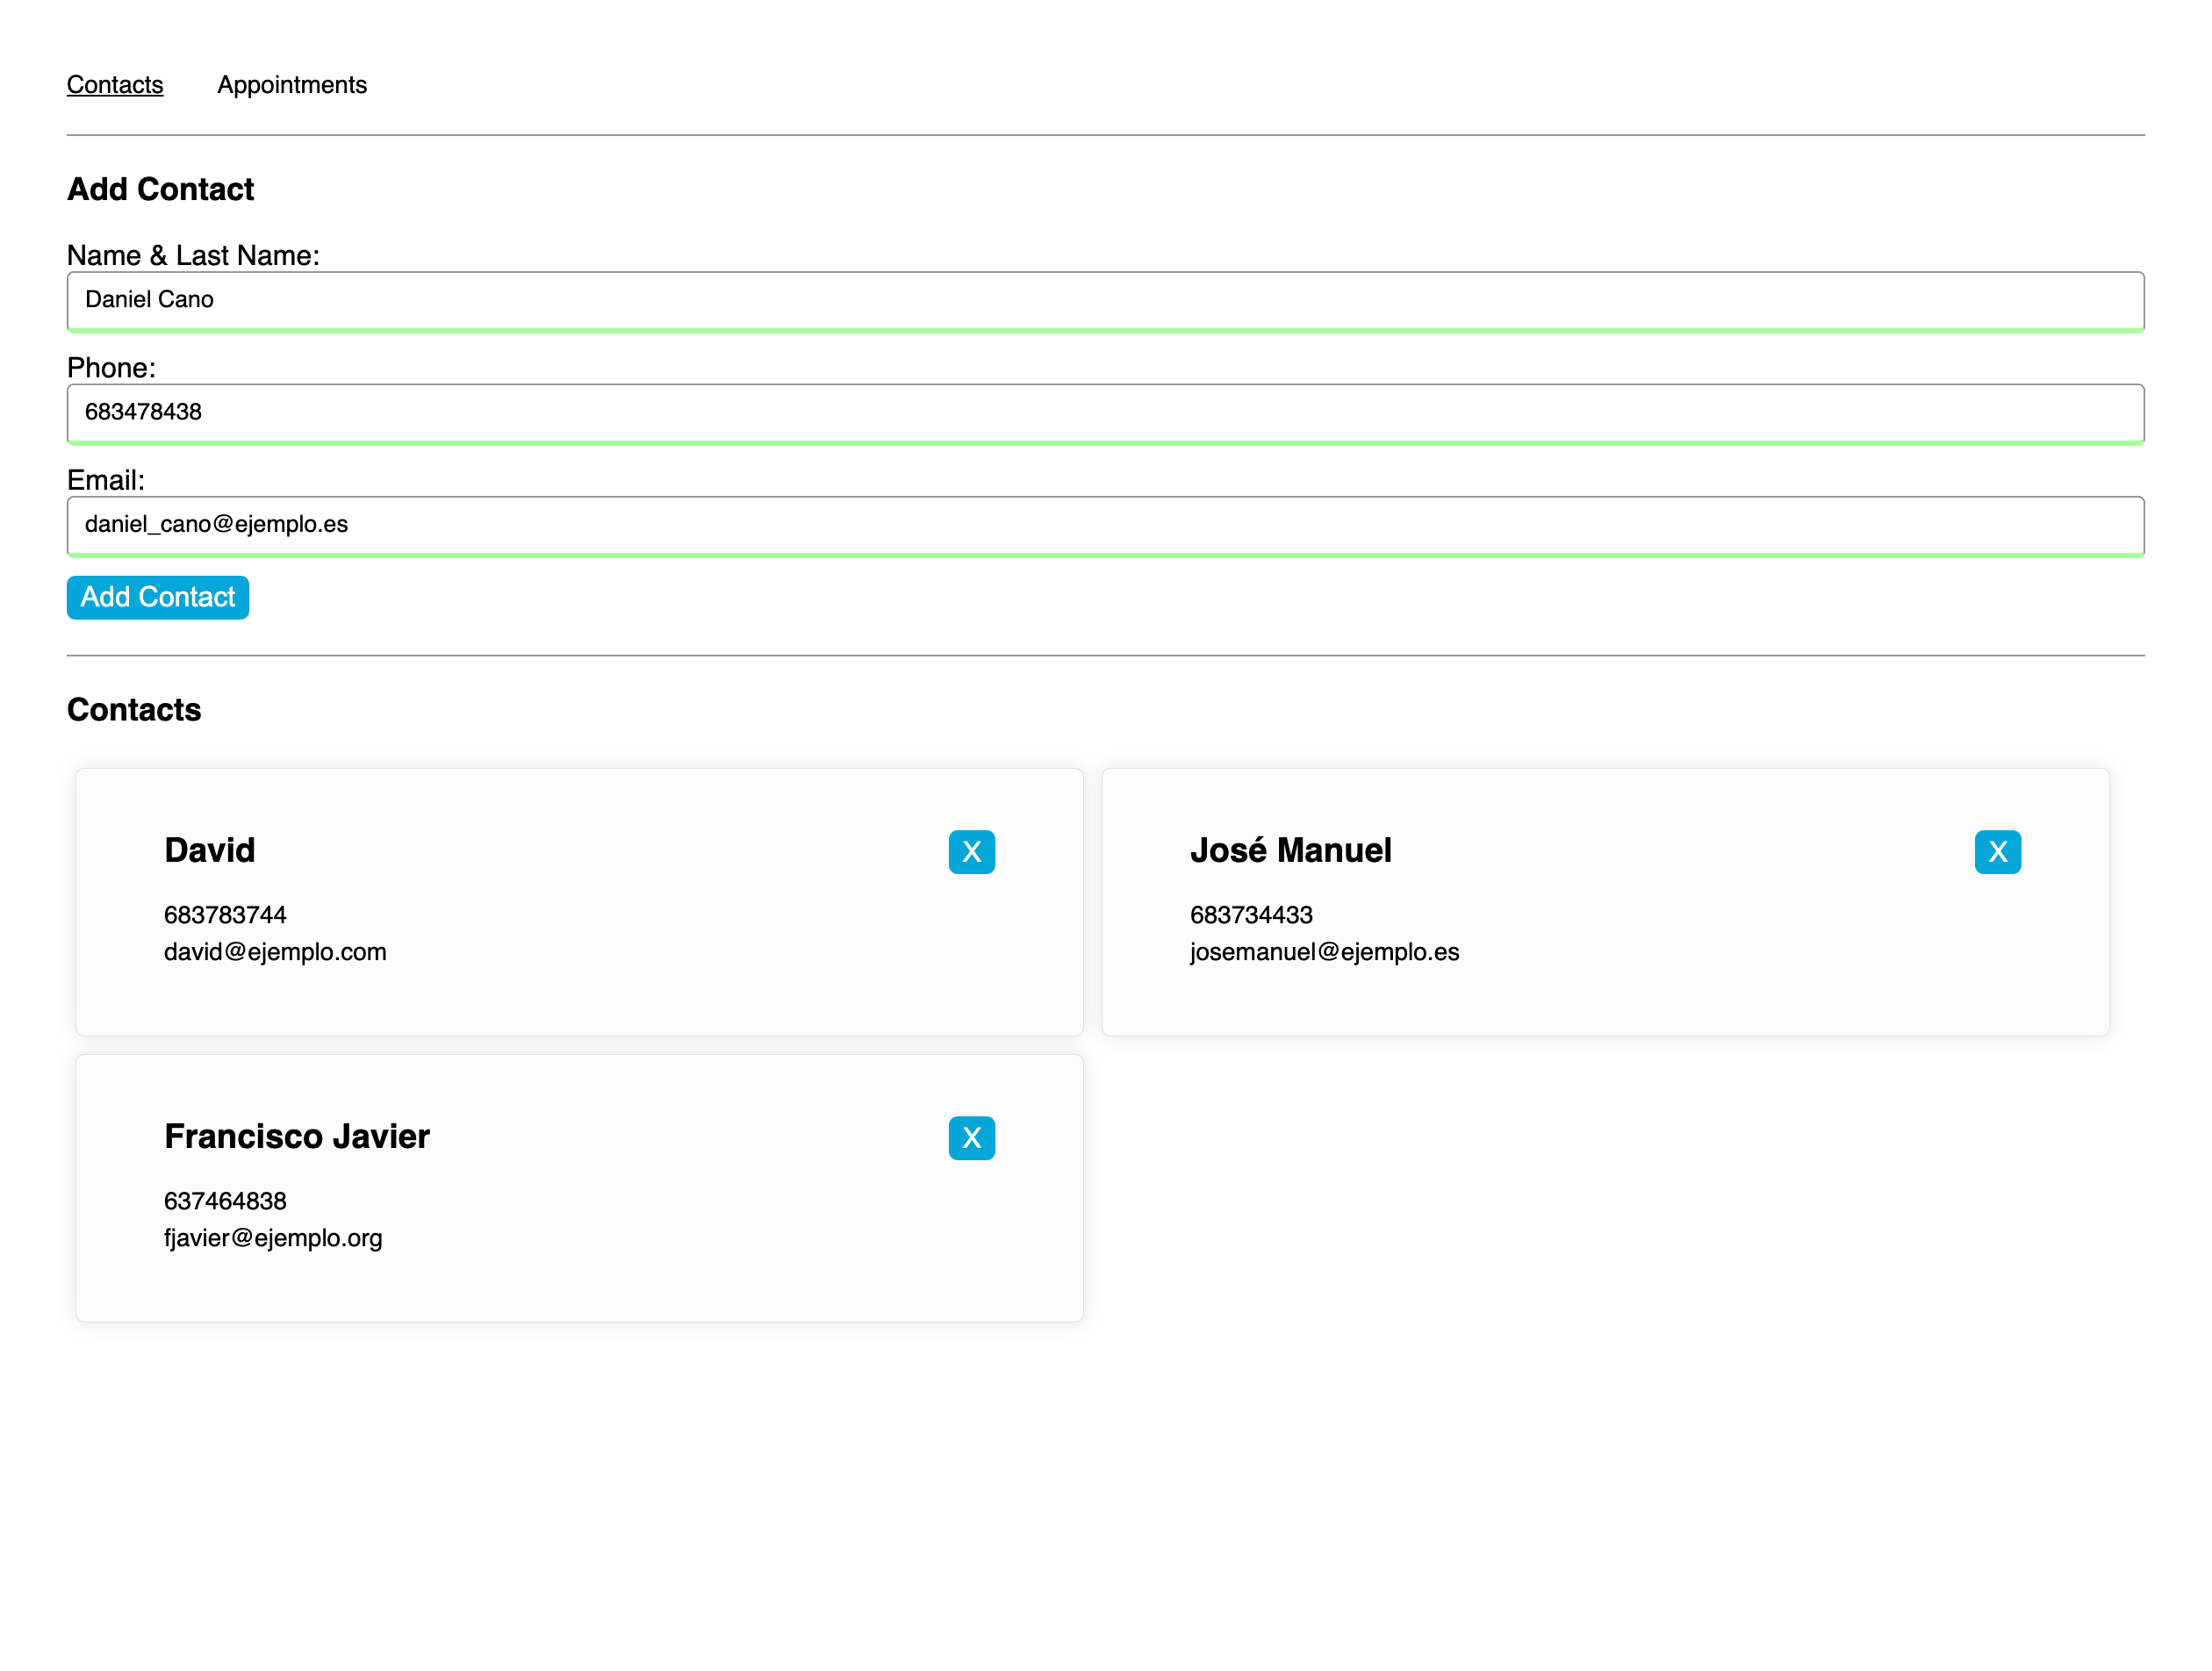 Contacts Appointments
Add Contact
Name & Last Name:
Daniel Cano
Phone:
683478438
Email:
daniel_cano@ejemplo.es
Add Contact
Contacts
David X
683783744
david@ejemplo.com
José Manuel X
683734433
josemanuel@ejemplo.es
Francisco Javier X
637464838
fjavier@ejemplo.org